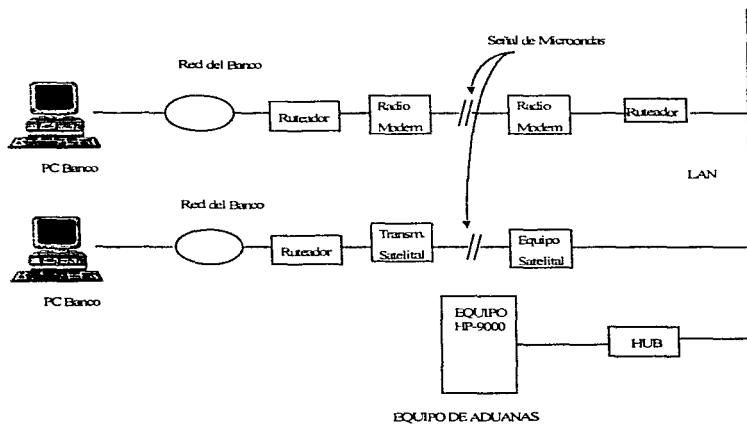 Señal de Microondas
Red del Banco
Ruteador
Radio
Modem
Radio
Modem
Ruteador
PC Banco
LAN
Red del Banco
Ruteador
Transm.
Satelital
Equipo
Satelital
PC Banco
EQUIPO
HP-9000
HUB
EQUIPO DE ADUANAS